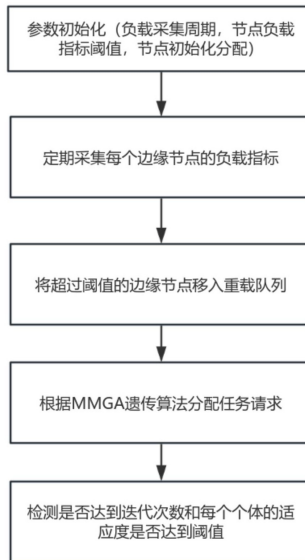 参数初始化（负载采集周期，节点负载
指标阈值，节点初始化分配）
定期采集每个边缘节点的负载指标
将超过阈值的边缘节点移入重载队列
根据MMGA遗传算法分配任务请求
检测是否达到迭代次数和每个个体的适
应度是否达到阈值